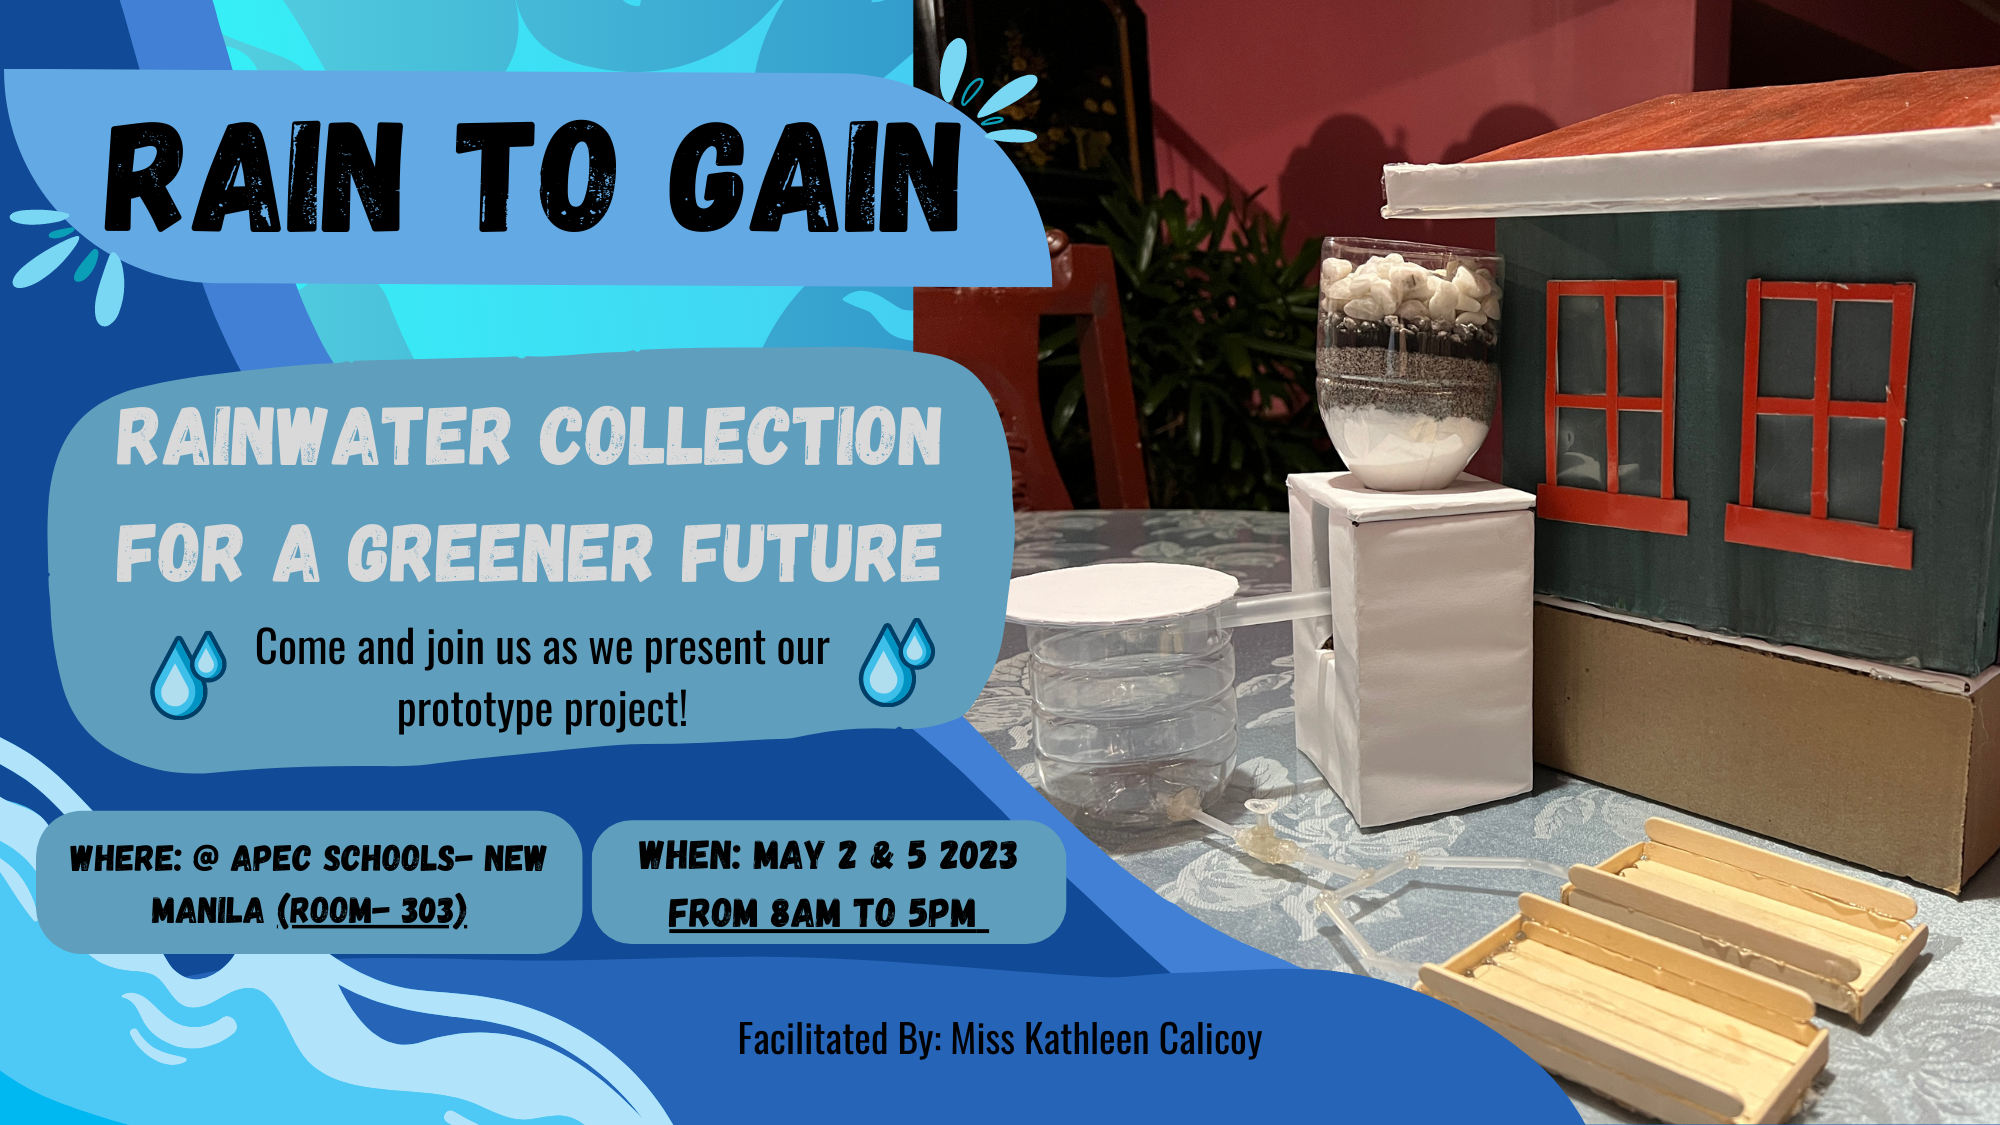 RAIN TO GAIN
RAINWATER COLLECTION
FOR A GREENER FUTURE
Come and join us as we present our
prototype project!
WHERE: @ APEC SCHOOLS- NEW
MANILA (ROOM- 303)
WHEN: MAY 2 & 5 2023
FROM 8AM TO 5PM
Facilitated By: Miss Kathleen Calicoy